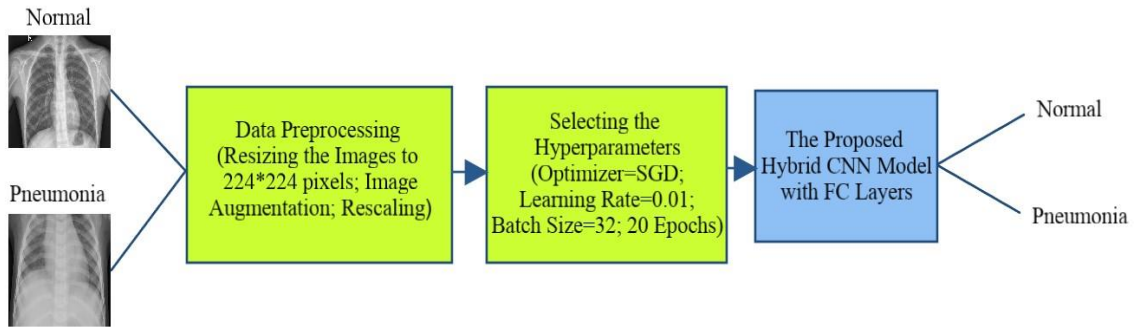 Normal
Pneumonia
Data Preprocessing
(Resizing the Images to
224*224 pixels; Image
Augmentation; Rescaling)
Selecting the
Hyperparameters
(Optimizer=SGD;
Learning Rate=0.01;
Batch Size=32; 20 Epochs)
The Proposed
Hybrid CNN Model
with FC Layers
Normal
Pneumonia